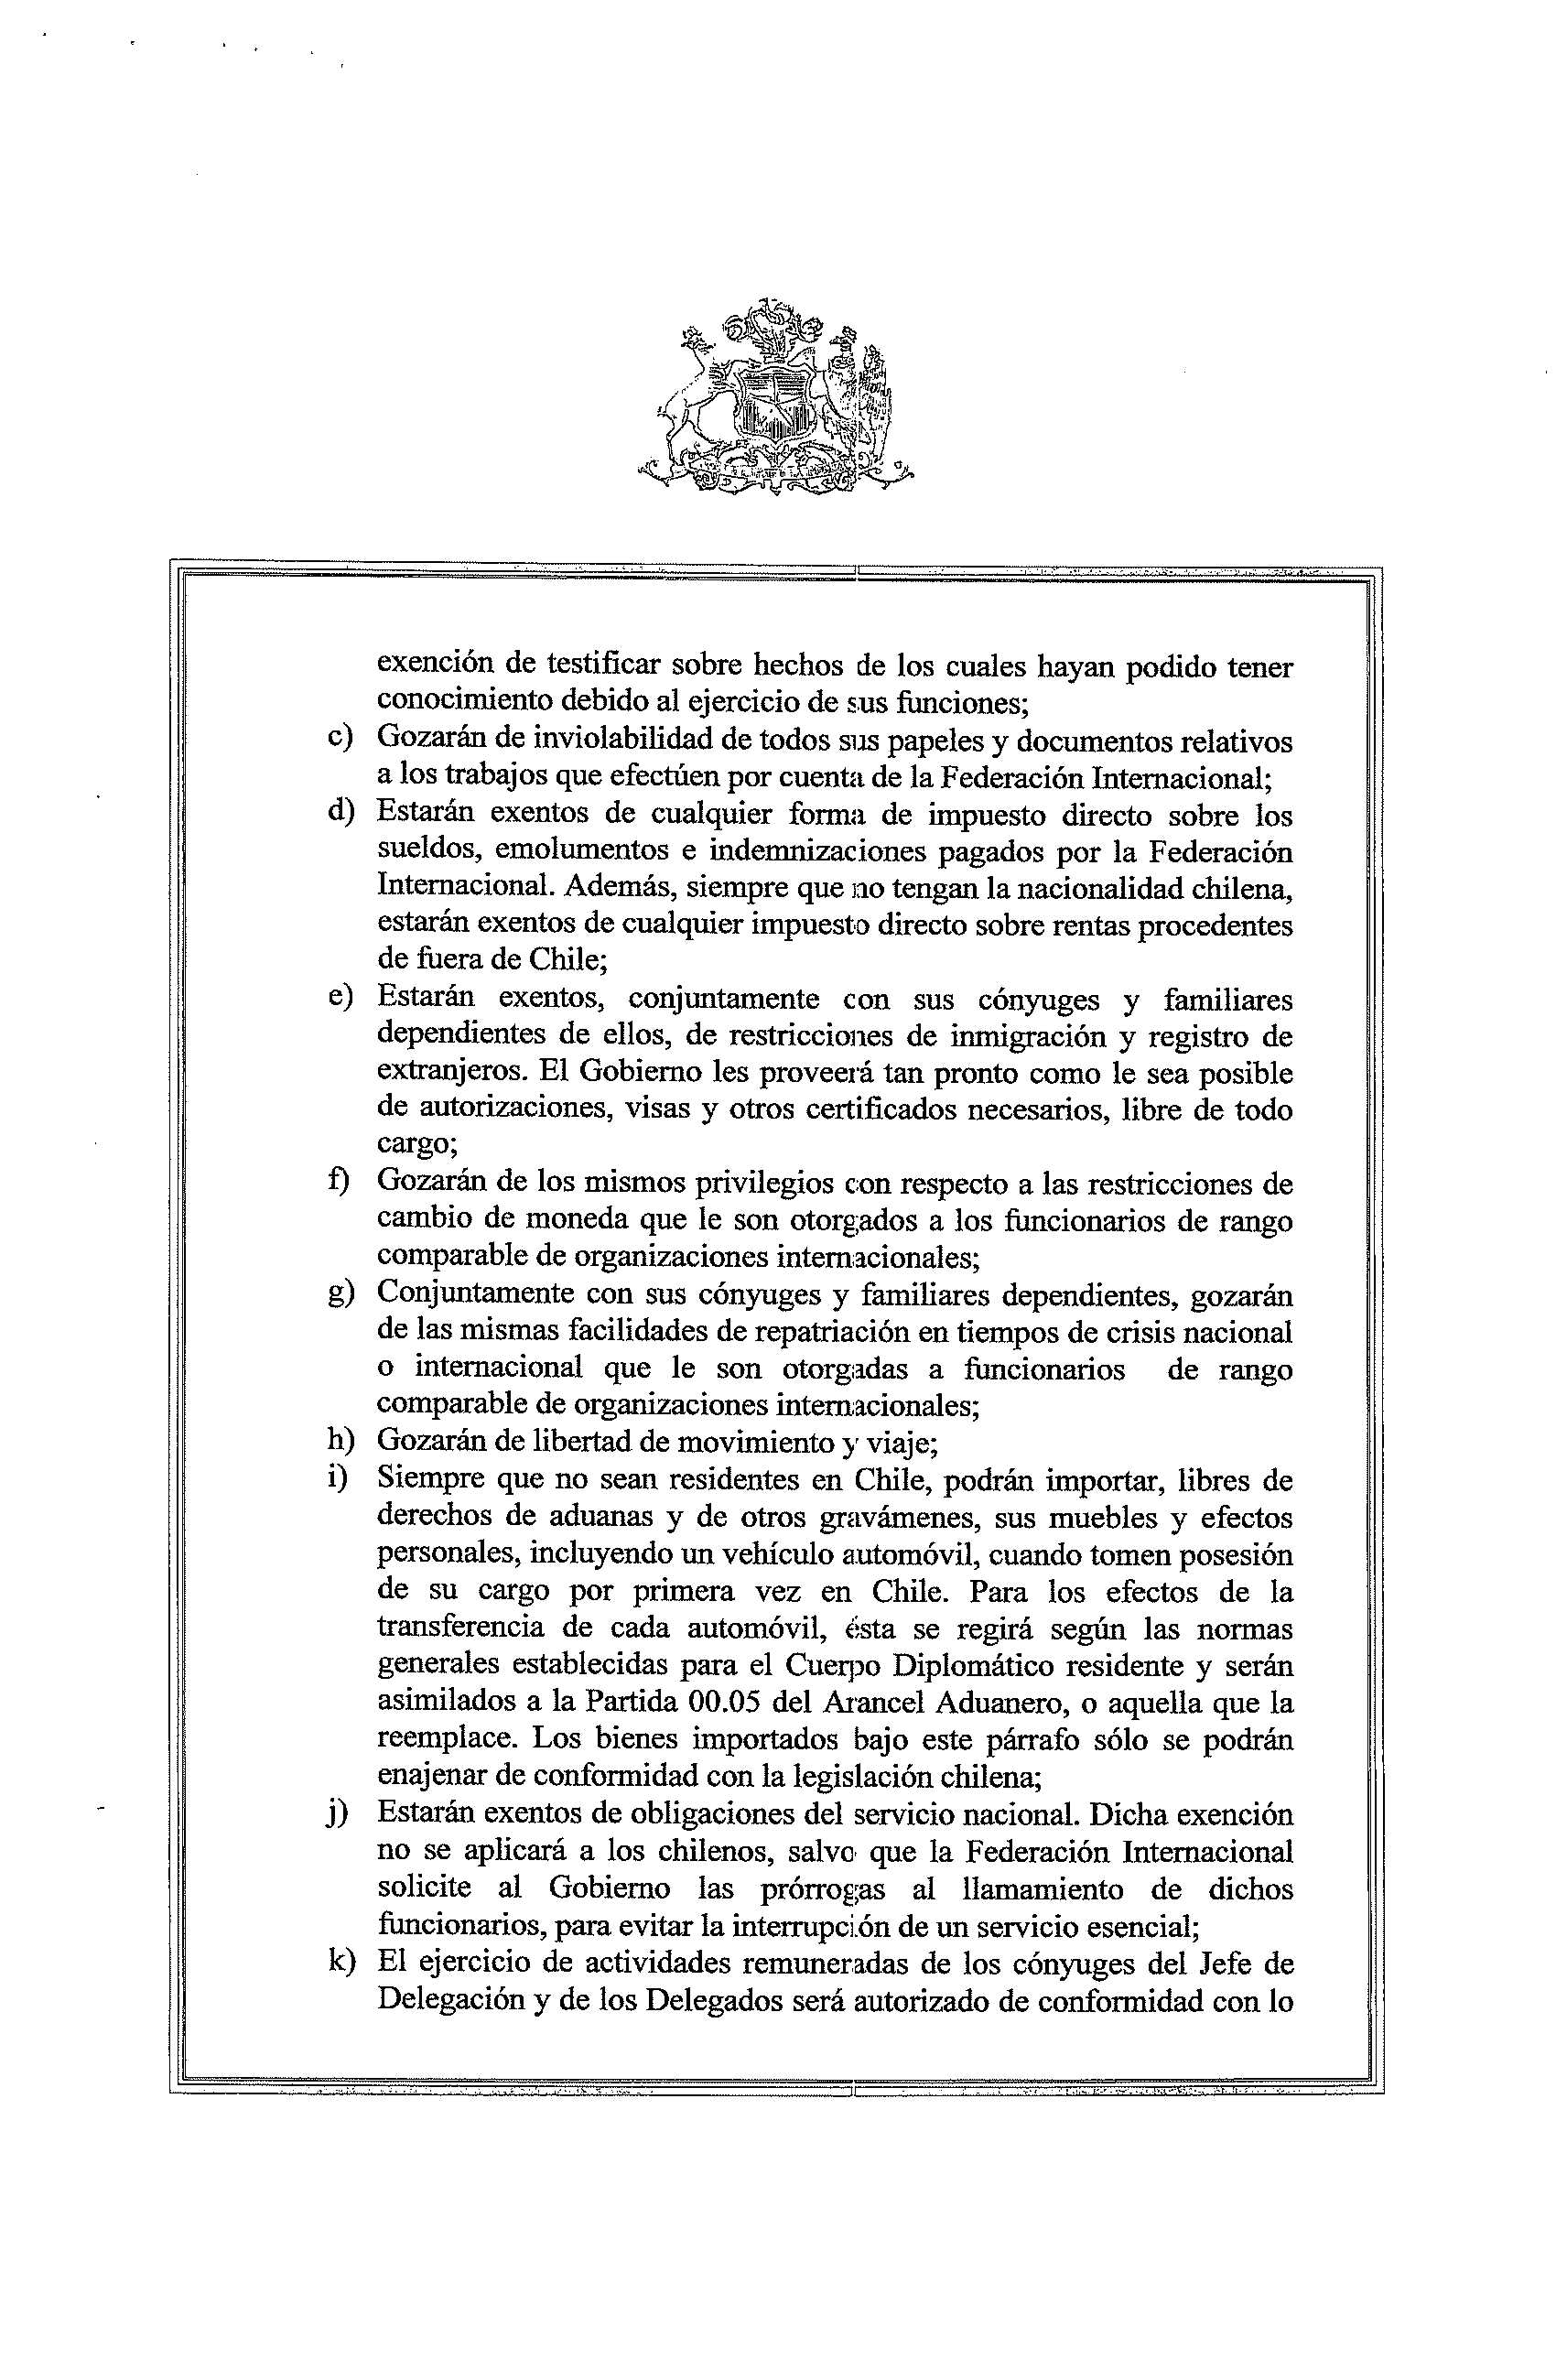 exención de testificar sobre hechos de los cuales hayan podido tener
conocimiento debido al ejercicio de sus funciones;
c) Gozarán de inviolabilidad de todos sus papeles y documentos relativos
a los trabajos que efectúen por cuenta de la Federación Internacional;
d) Estarán exentos de cualquier forma de impuesto directo sobre los
sueldos, emolumentos e indemnizaciones pagados por la Federación
Internacional. Además, siempre que no tengan la nacionalidad chilena,
estarán exentos de cualquier impuesto directo sobre rentas procedentes
de fuera de Chile;
e) Estarán exentos, conjuntamente con sus cónyuges y familiares
dependientes de ellos, de restricciones de inmigración y registro de
extranjeros. El Gobierno les proveerá tan pronto como le sea posible
de autorizaciones, visas y otros certificados necesarios, libre de todo
cargo;
f) Gozarán de los mismos privilegios con respecto a las restricciones de
cambio de moneda que le son otorgados a los funcionarios de rango
comparable de organizaciones internacionales;
g) Conjuntamente con sus cónyuges y familiares dependientes, gozarán
de las mismas facilidades de repatriación en tiempos de crisis nacional
o internacional que le son otorgadas a funcionarios de rango
comparable de organizaciones internacionales;
h) Gozarán de libertad de movimiento y viaje;
i) Siempre que no sean residentes en Chile, podrán importar, libres de
derechos de aduanas y de otros gravámenes, sus muebles y efectos
personales, incluyendo un vehículo automóvil, cuando tomen posesión
de su cargo por primera vez en Chile. Para los efectos de la
transferencia de cada automóvil, ésta se regirá según las normas
generales establecidas para el Cuerpo Diplomático residente y serán
asimilados a la Partida 00.05 del Arancel Aduanero, o aquella que la
reemplace. Los bienes importados bajo este párrafo sólo se podrán
enajenar de conformidad con la legislación chilena;
j) Estarán exentos de obligaciones del servicio nacional. Dicha exención
no se aplicará a los chilenos, salvo que la Federación Internacional
solicite al Gobierno las prórrogas al llamamiento de dichos
funcionarios, para evitar la interrupción de un servicio esencial;
k) El ejercicio de actividades remuneradas de los cónyuges del Jefe de
Delegación y de los Delegados será autorizado de conformidad con lo